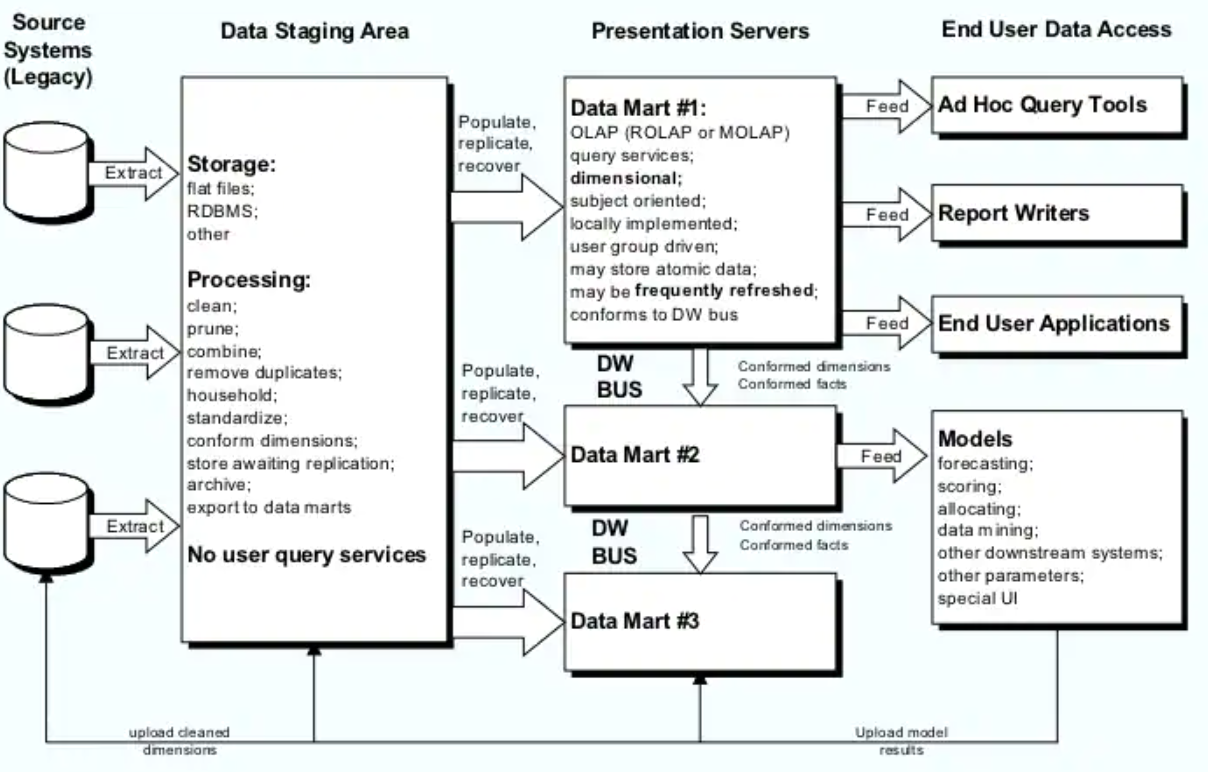 Source
Systems
(Legacy)
Data Staging Area
Presentation Servers
End User Data Access
Extract
Extract
Extract
Storage:
flat files;
RDBMS;
other
Processing:
clean;
prune;
combine;
remove duplicates;
household;
standardize;
conform dimensions;
store awaiting replication;
archive;
export to data marts
No user query services
Populate,
replicate,
recover
Populate,
replicate,
recover
Populate,
replicate,
recover
Data Mart #1:
OLAP (ROLAP or MOLAP)
query services;
dimensional;
subject oriented;
locally implemented;
user group driven;
may store atomic data;
may be frequently refreshed;
conforms to DW bus
DW
BUS
Conformed dimensions
Conformed facts
Data Mart #2
DW
BUS
Conformed dimensions
Conformed facts
Data Mart #3
Feed
Feed
Feed
Feed
Ad Hoc Query Tools
Report Writers
End User Applications
Models
forecasting;
scoring;
allocating;
data mining;
other downstream systems;
other parameters;
special UI
upload cleaned
dimensions
Upload model
results